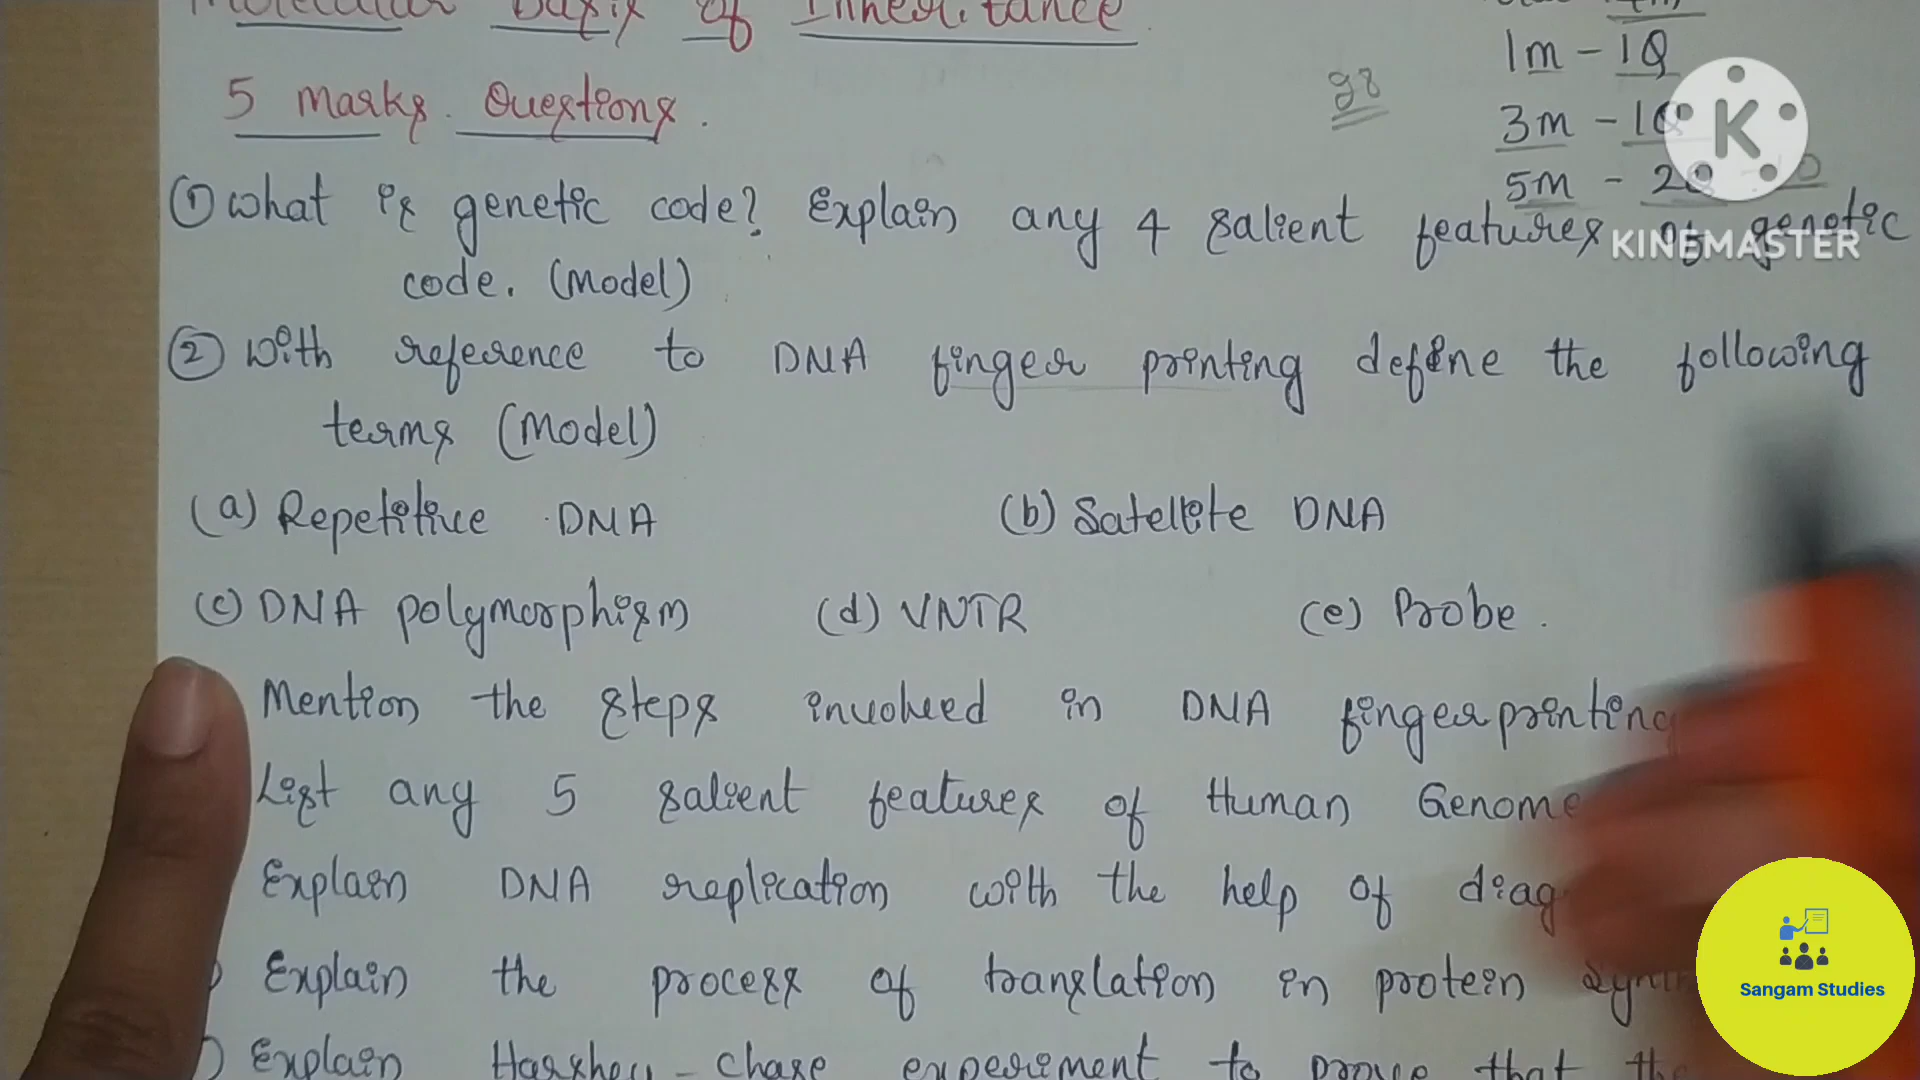 Molecular Basis of Inheritance
1m - 1Q
5 Marks Questions.
98
3m - 1Q
5m - 2Q
① What is genetic code? Explain any 4 salient features of genetic
code. (Model)
② With reference to DNA finger printing define the following
terms (Model)
(a) Repetitive DNA (b) Satellite DNA
(c) DNA polymorphism (d) VNTR (e) Probe.
Mention the steps involved in DNA fingerprinting
List any 5 salient features of Human Genome
Explain DNA replication with the help of diag
Explain the process of translation in protein syn
Explain Harshey-chase experiment to prove that the
K
KINEMASTER
Sangam Studies